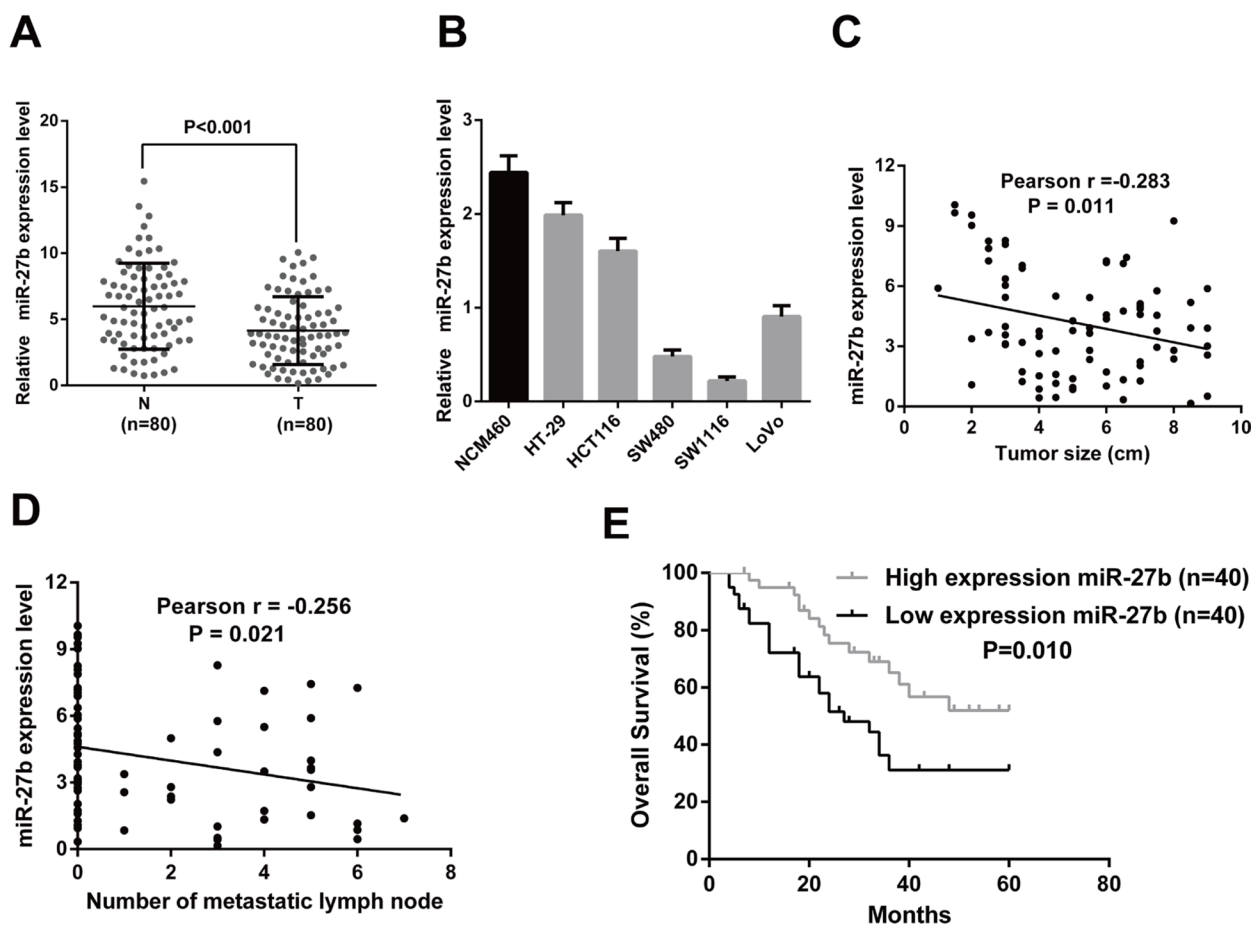 A
Relative miR-27b expression level
20
15
10
5
0
P<0.001
N
(n=80)
T
(n=80)
B
Relative miR-27b expression level
3
2
1
0
NCM460
HT-29
HCT116
SW480
SW1116
LoVo
C
miR-27b expression level
12
9
6
3
0
Pearson r =-0.283
P = 0.011
0 2 4 6 8 10
Tumor size (cm)
D
miR-27b expression level
12
9
6
3
0
Pearson r = -0.256
P = 0.021
0 2 4 6 8
Number of metastatic lymph node
E
Overall Survival (%)
100
80
60
40
20
0
High expression miR-27b (n=40)
Low expression miR-27b (n=40)
P=0.010
0 20 40 60 80
Months